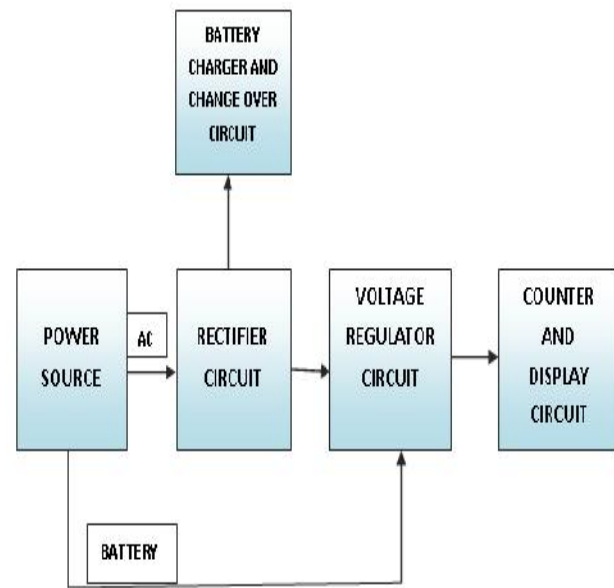 BATTERY
CHARGER AND
CHANGE OVER
CIRCUIT
POWER
SOURCE
AC
RECTIFIER
CIRCUIT
VOLTAGE
REGULATOR
CIRCUIT
COUNTER
AND
DISPLAY
CIRCUIT
BATTERY